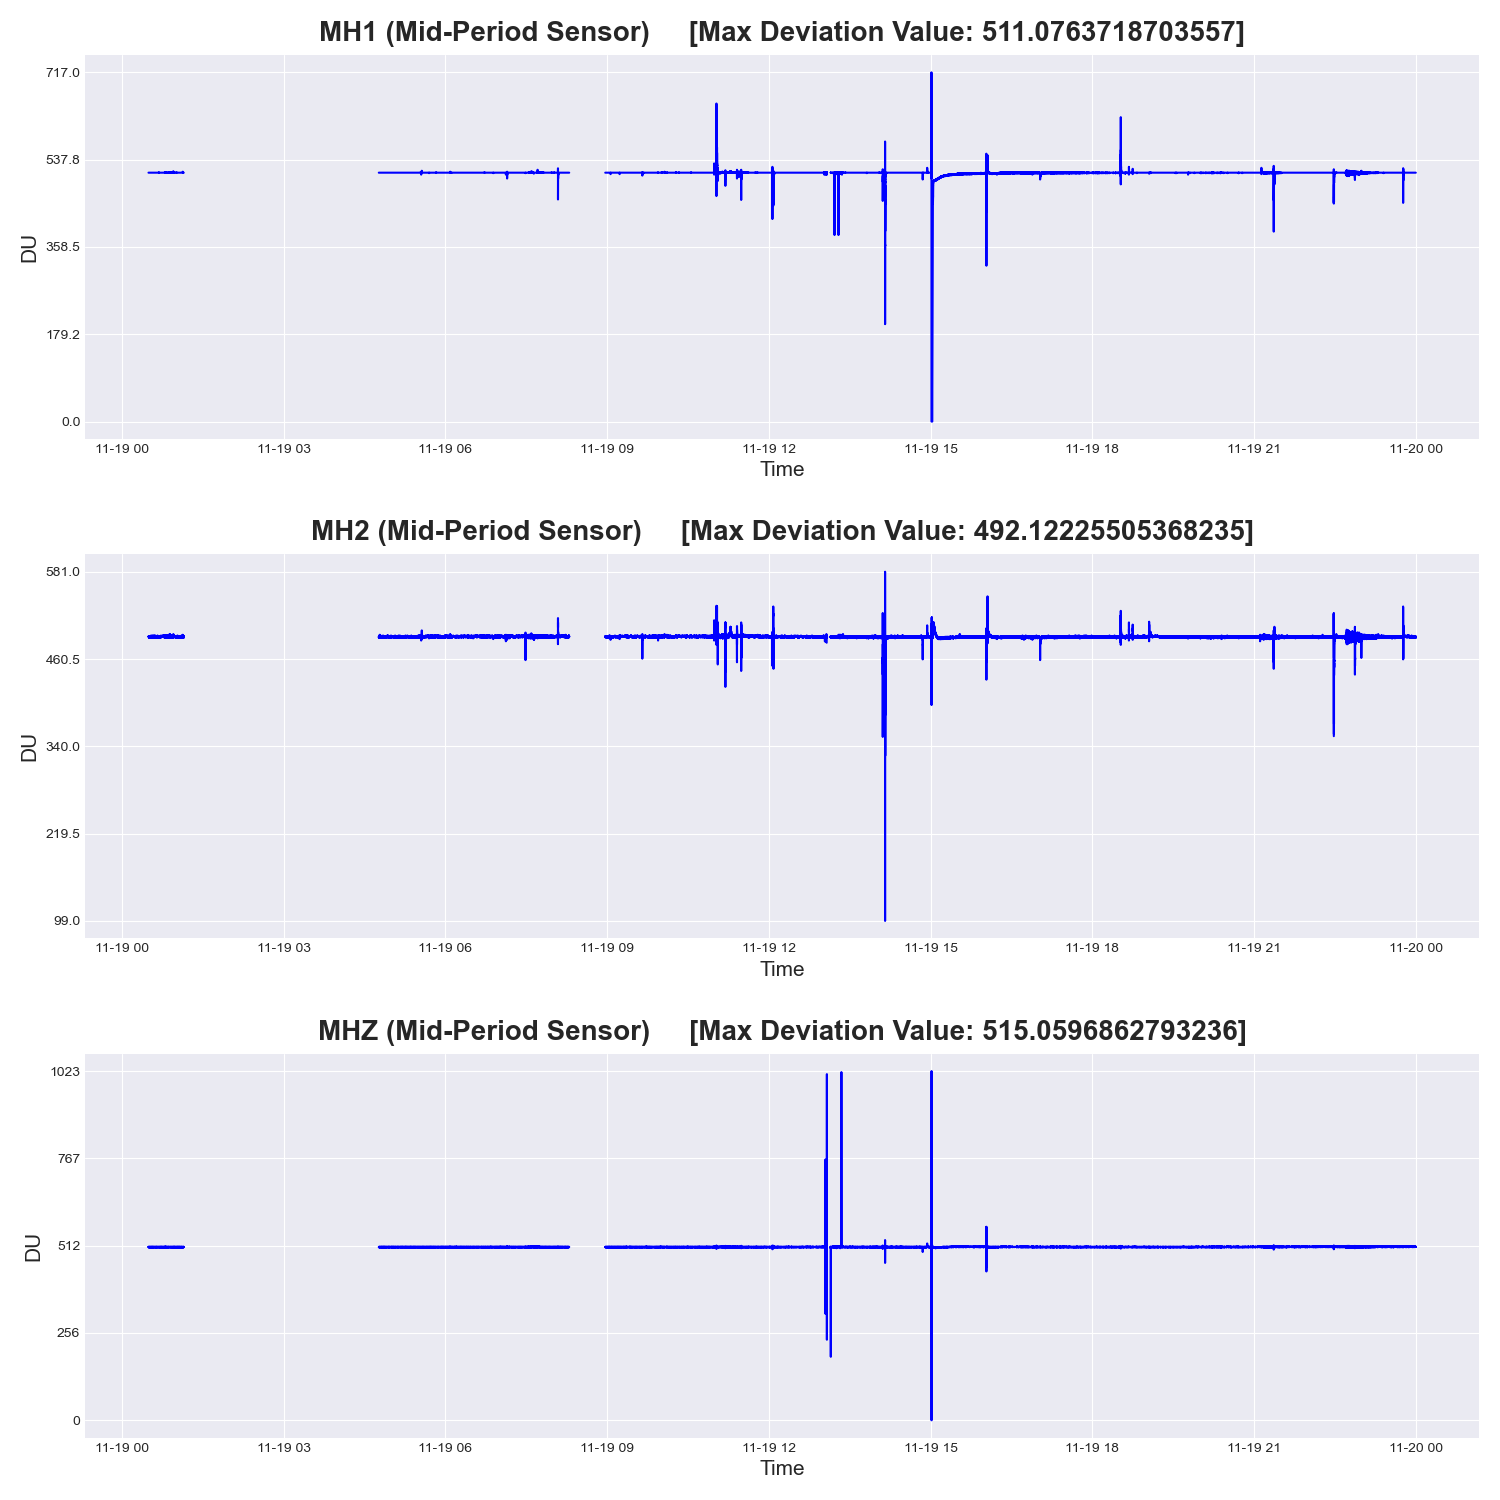 MH1 (Mid-Period Sensor) [Max Deviation Value: 511.0763718703557]
717.0
537.8
358.5
179.2
0.0
DU
11-19 00 11-19 03 11-19 06 11-19 09 11-19 12 11-19 15 11-19 18 11-19 21 11-20 00
Time
MH2 (Mid-Period Sensor) [Max Deviation Value: 492.12225505368235]
581.0
460.5
340.0
219.5
99.0
DU
11-19 00 11-19 03 11-19 06 11-19 09 11-19 12 11-19 15 11-19 18 11-19 21 11-20 00
Time
MHZ (Mid-Period Sensor) [Max Deviation Value: 515.0596862793236]
1023
767
512
256
0
DU
11-19 00 11-19 03 11-19 06 11-19 09 11-19 12 11-19 15 11-19 18 11-19 21 11-20 00
Time